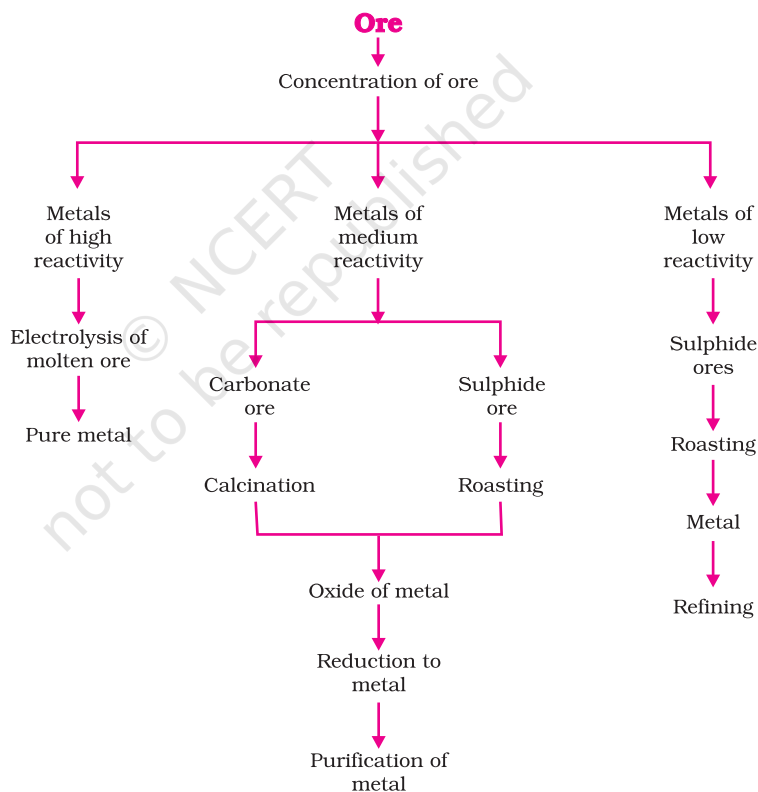 Ore
Concentration of ore
Metals
of high
reactivity
Electrolysis of
molten ore
Pure metal
Metals of
medium
reactivity
Carbonate
ore
Calcination
Sulphide
ore
Roasting
Oxide of metal
Reduction to
metal
Purification of
metal
Metals of
low
reactivity
Sulphide
ores
Roasting
Metal
Refining
© NCERT
not to be republished